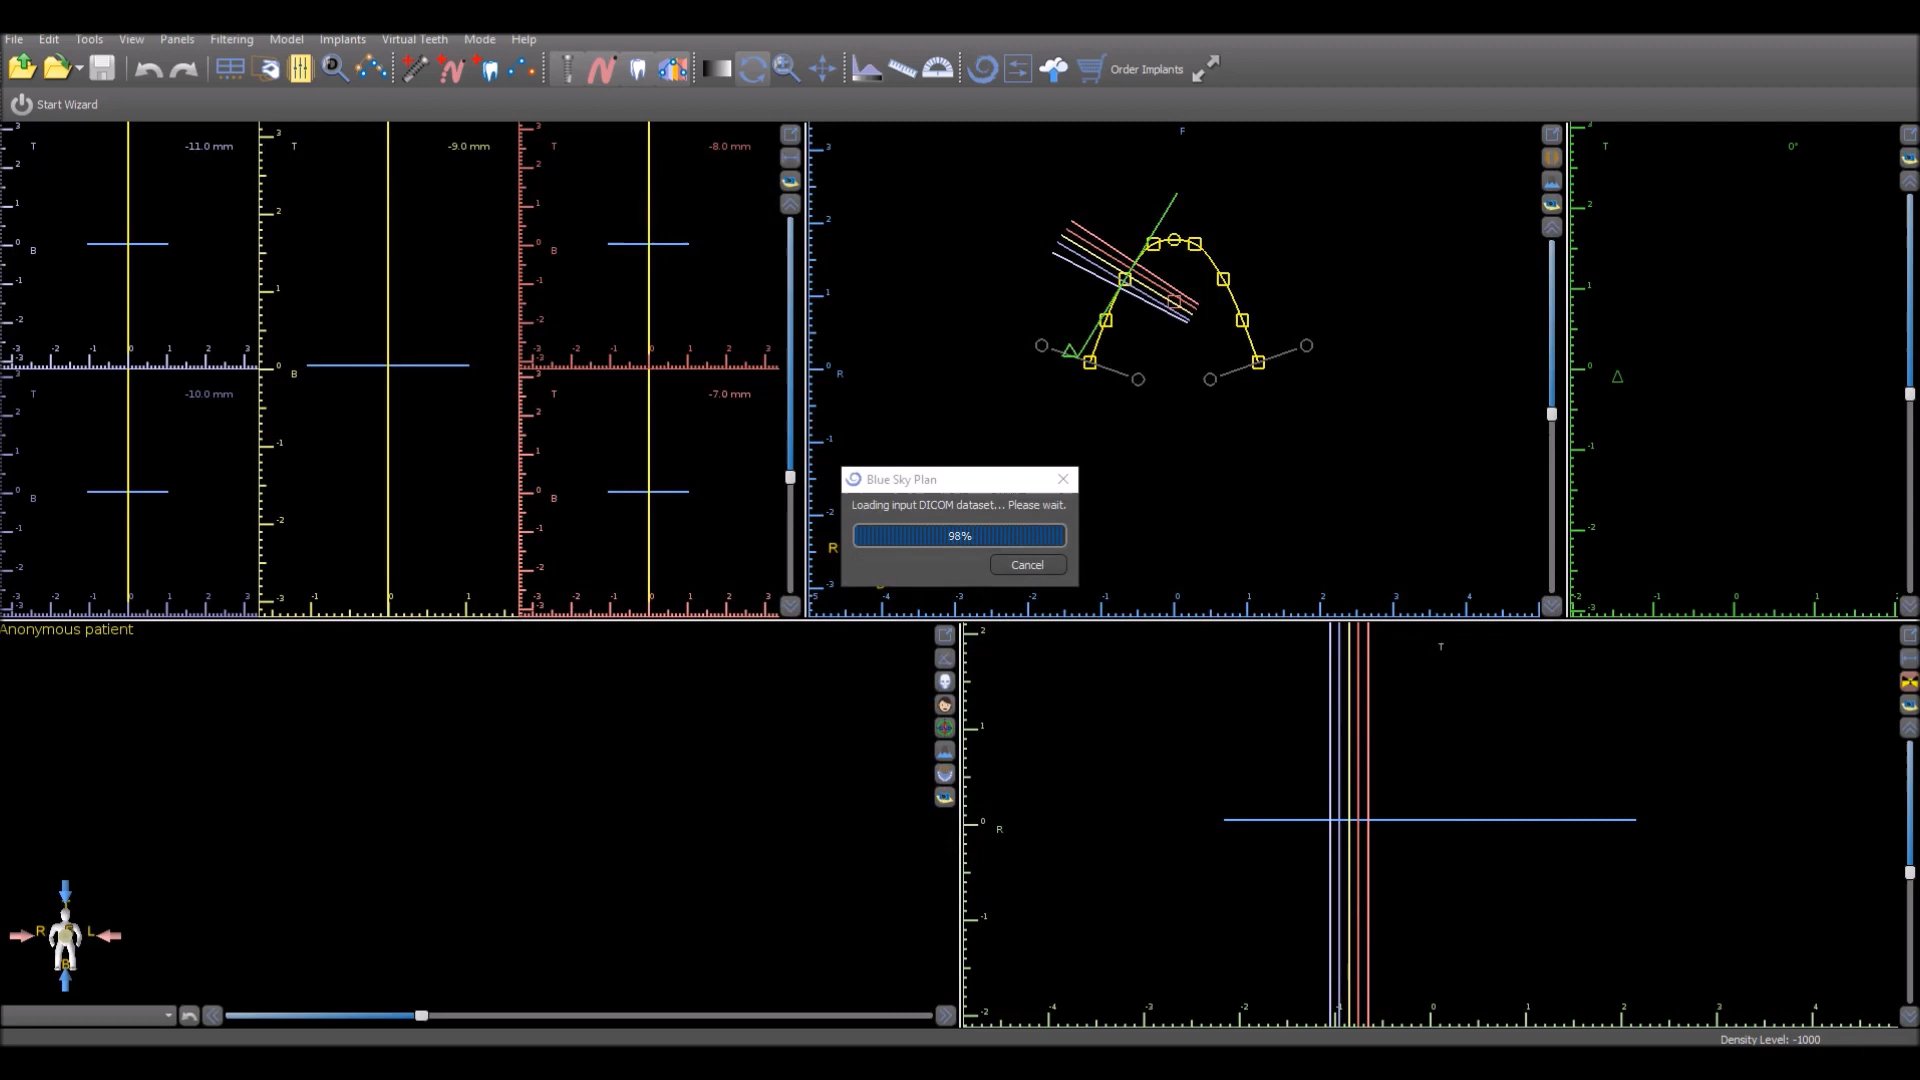 File Edit Tools View Panels Filtering Model Implants Virtual Teeth Mode Help
Order Implants
Start Wizard
T -11.0 mm
T -9.0 mm
T -8.0 mm
F
T 0°
B
B
B
R
T -10.0 mm
T -7.0 mm
B
B
R
Blue Sky Plan
Loading input DICOM dataset... Please wait.
98%
Cancel
Anonymous patient
T
R
R L
B
Density Level: -1000